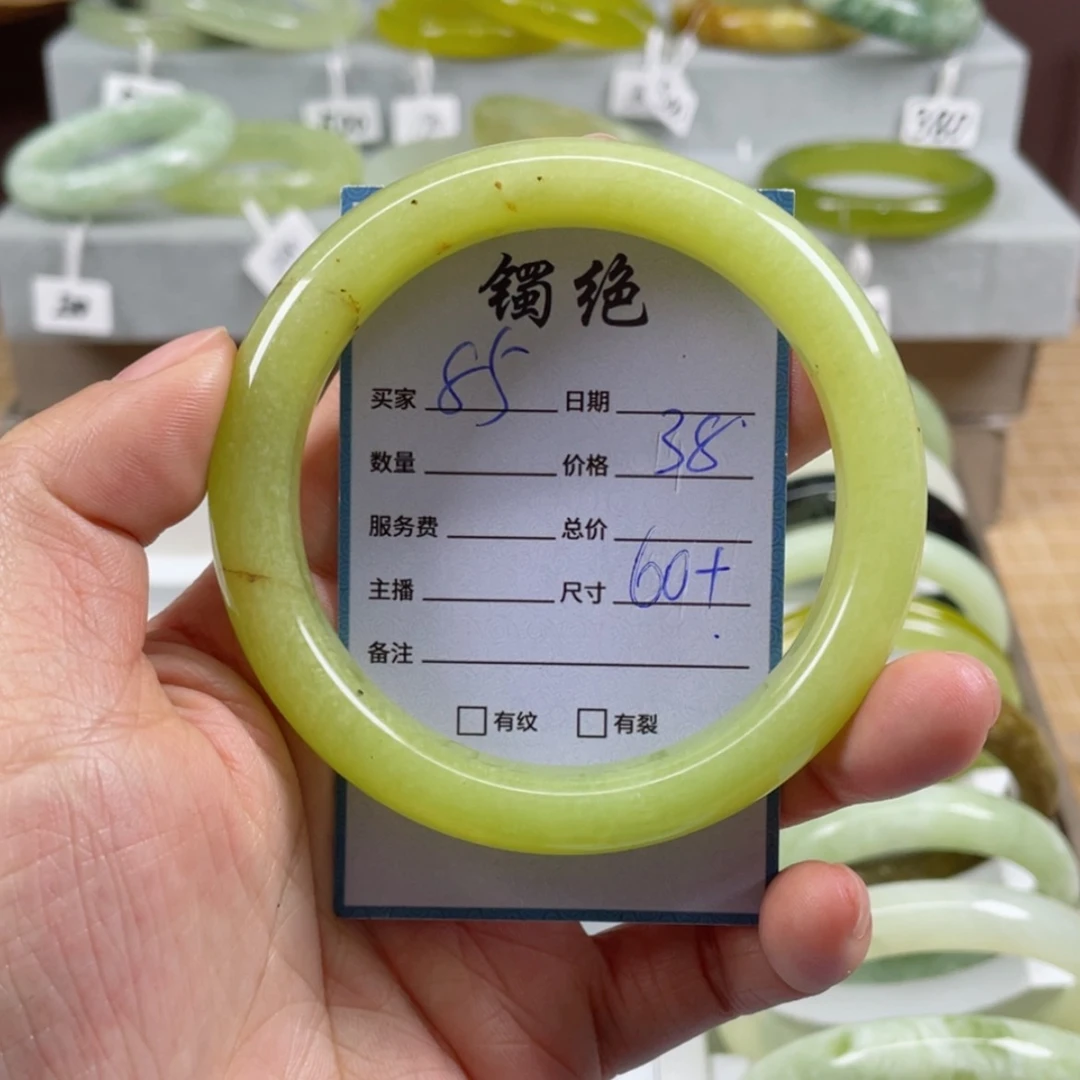 镯绝
买家 85 日期
数量 价格 38
服务费 总价
主播 尺寸 60+
备注
有纹 有裂